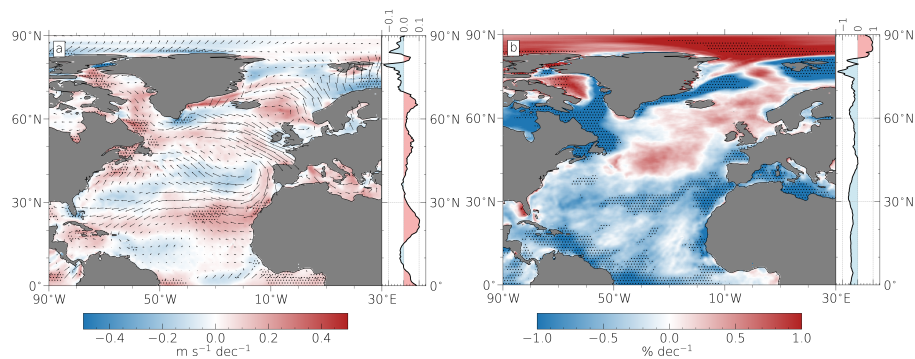 −0.1 0.0 0.1 −1 0 1
90°N a 90°N 90°N b 90°N
60°N 60°N 60°N 60°N
30°N 30°N 30°N 30°N
0° 0° 0° 0°
90°W 50°W 10°W 30°E 90°W 50°W 10°W 30°E
−0.4 −0.2 0.0 0.2 0.4 −1.0 −0.5 0.0 0.5 1.0
m s⁻¹ dec⁻¹ % dec⁻¹